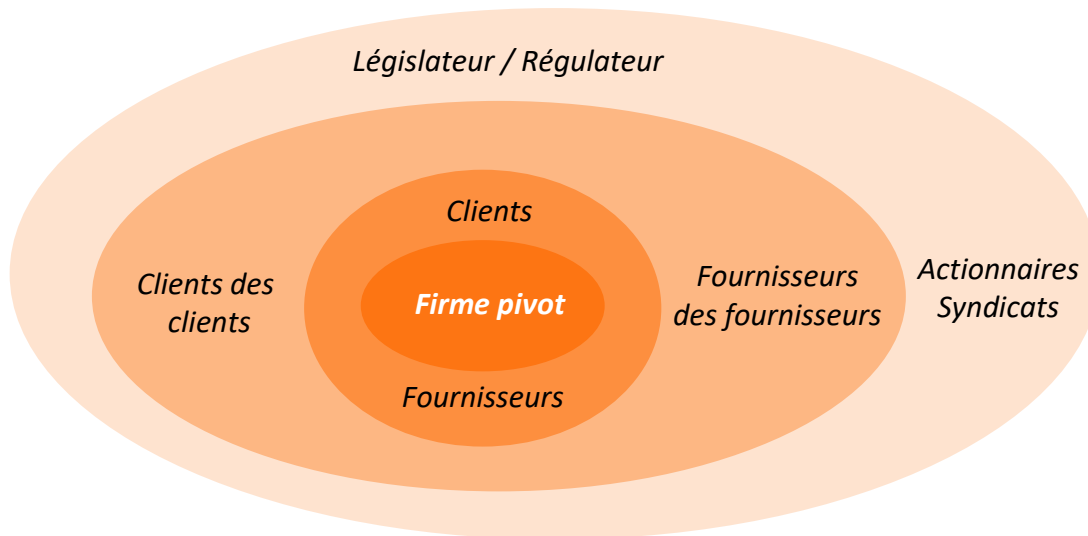 Législateur / Régulateur
Clients
Clients des
clients
Firme pivot
Fournisseurs
des fournisseurs
Actionnaires
Syndicats
Fournisseurs